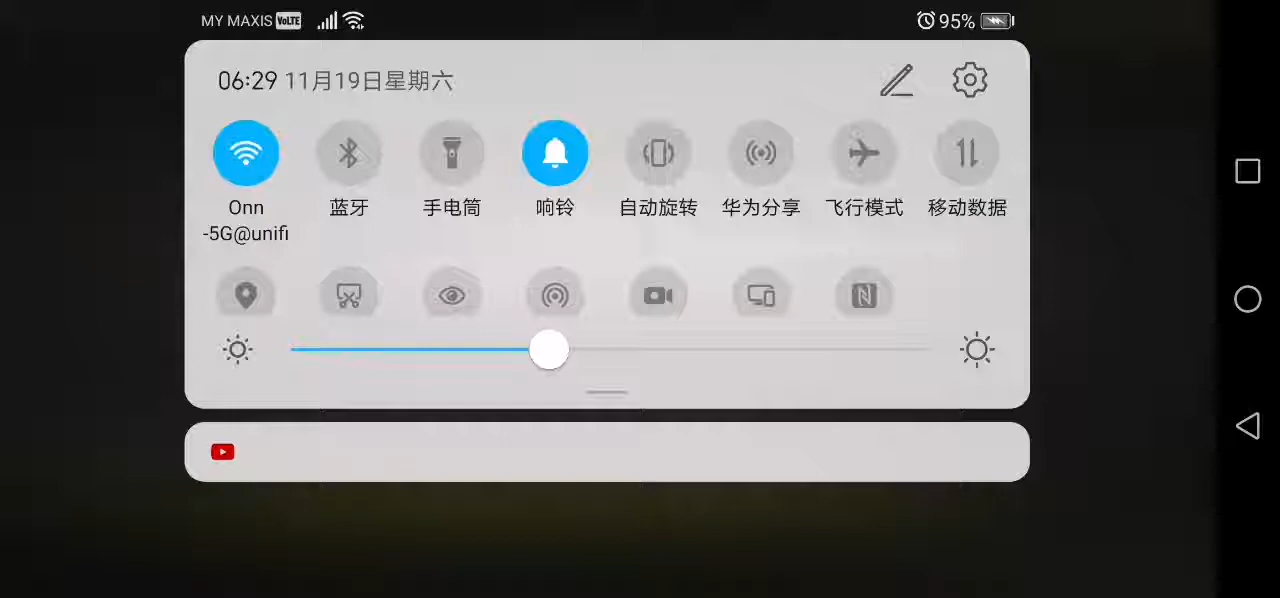 MY MAXIS VoLTE 95%
06:29 11月19日星期六
Onn
-5G@unifi
蓝牙
手电筒
响铃
自动旋转
华为分享
飞行模式
移动数据